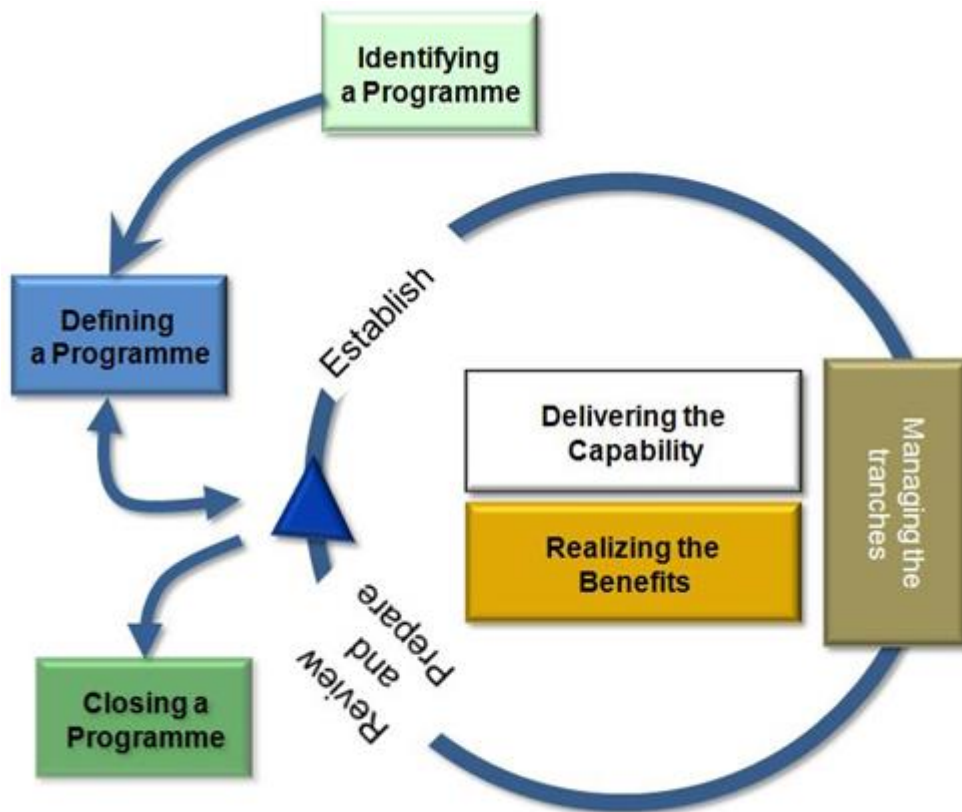 Identifying
a Programme
Defining
a Programme
Establish
Delivering the
Capability
Managing the
tranches
Realizing the
Benefits
Review
and
Prepare
Closing a
Programme